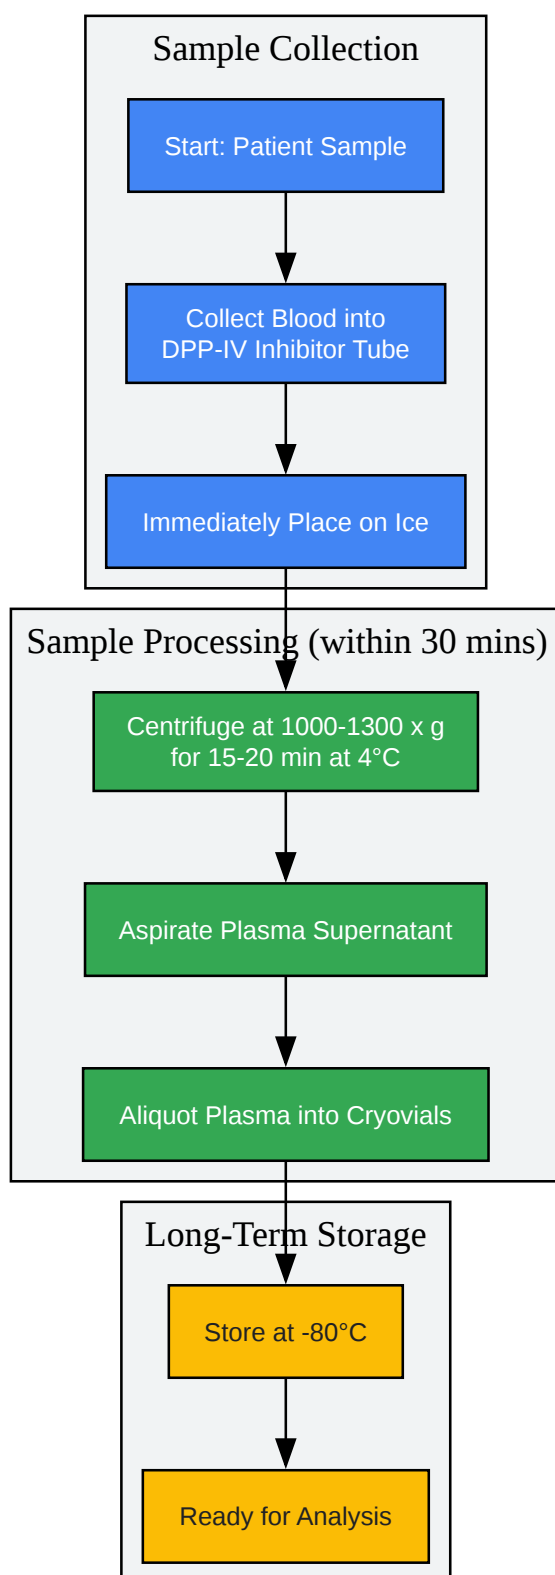 Sample Collection
Start: Patient Sample
Collect Blood into
DPP-IV Inhibitor Tube
Immediately Place on Ice
Sample Processing (within 30 mins)
Centrifuge at 1000-1300 x g
for 15-20 min at 4°C
Aspirate Plasma Supernatant
Aliquot Plasma into Cryovials
Long-Term Storage
Store at -80°C
Ready for Analysis